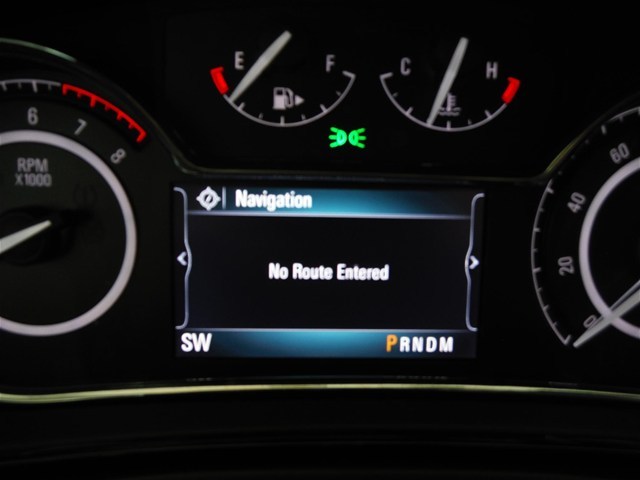 E F
C H
6 7 8
RPM
X1000
Navigation
No Route Entered
SW
PRNDM
60
40
20
0